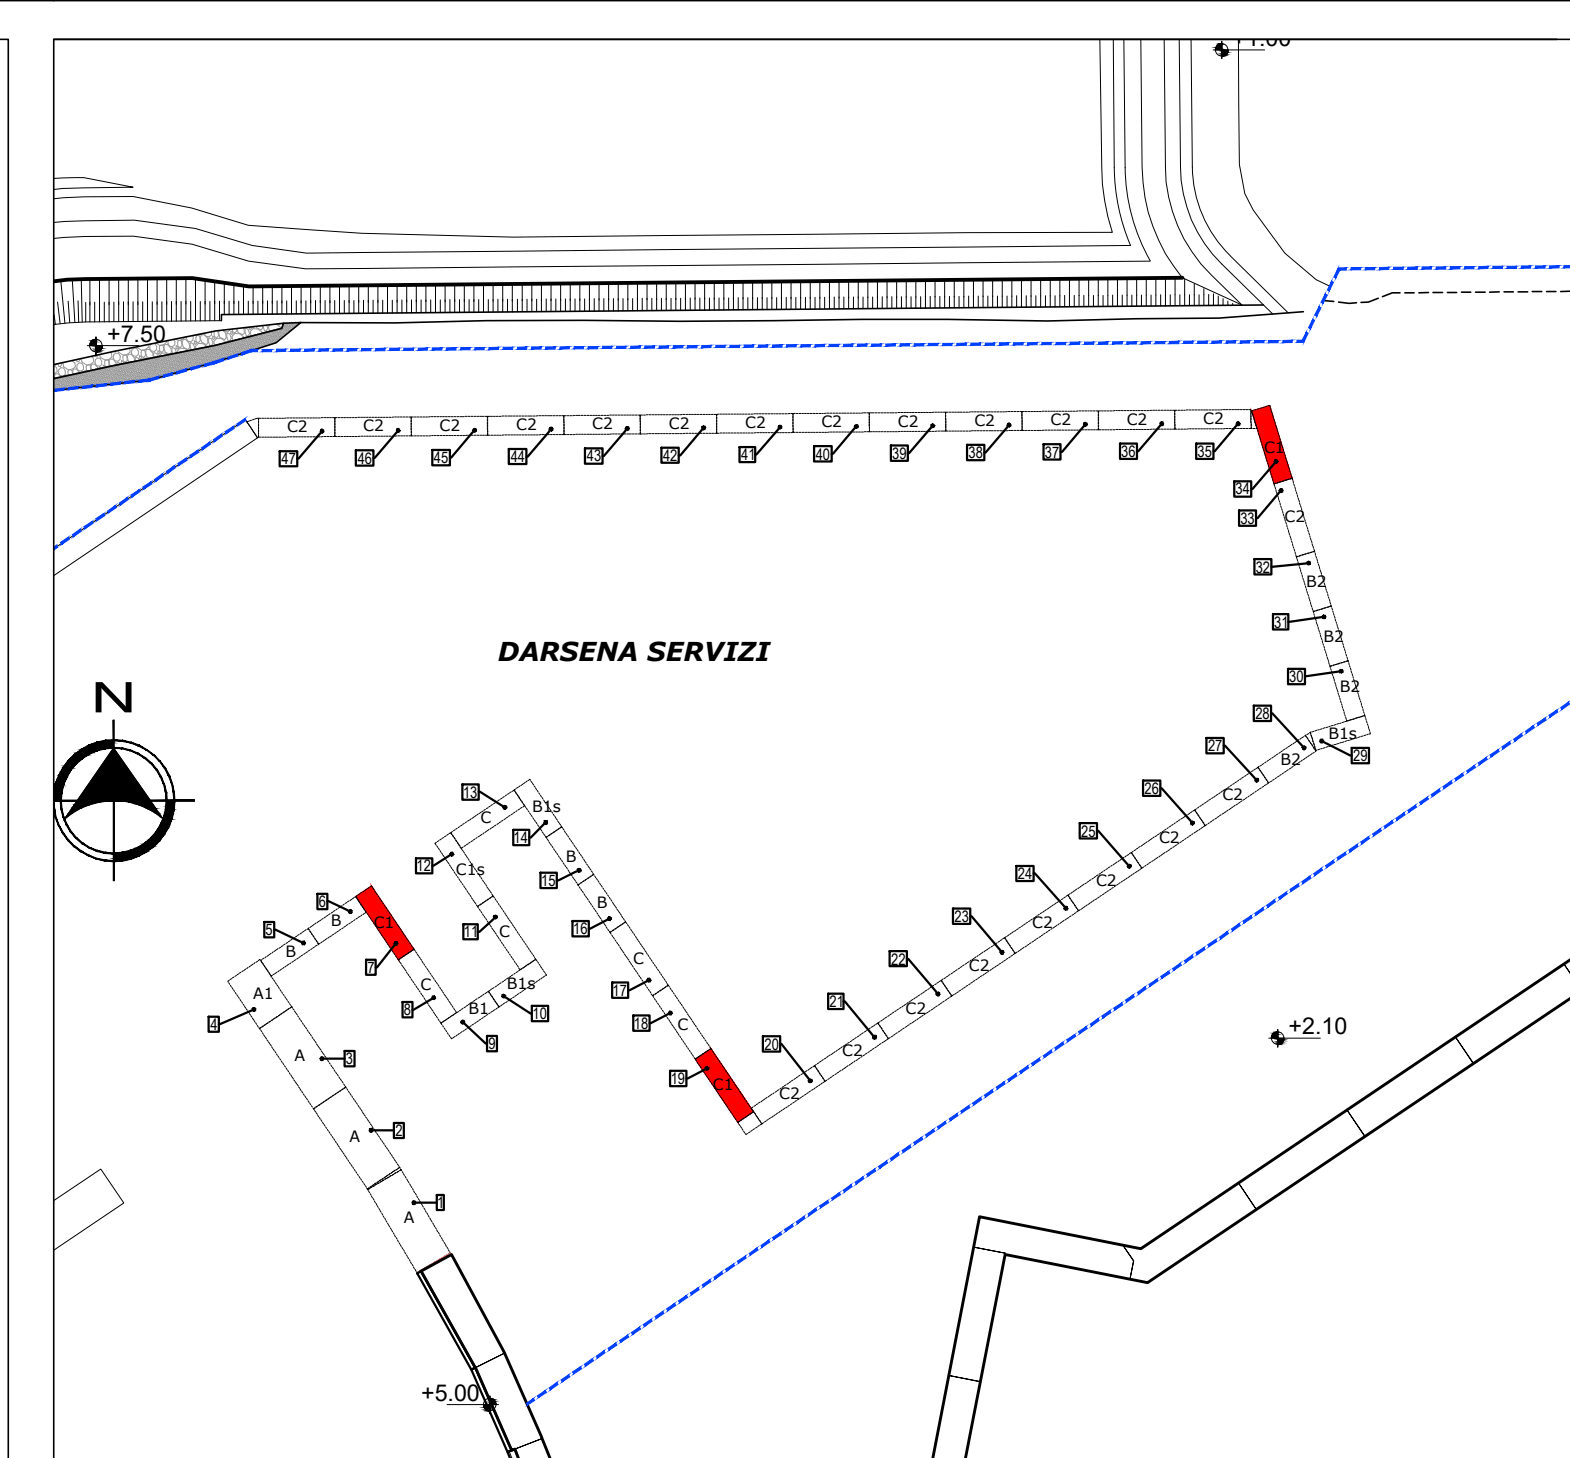 +7.50
C2 C2 C2 C2 C2 C2 C2 C2 C2 C2 C2 C2 C2
47 46 45 44 43 42 41 40 39 38 37 36 35
C1
34
33
C2
32
B2
31
B2
30
B2
DARSENA SERVIZI
N
28
B1s
29
27
B2
26
C2
25
C2
24
C2
23
C2
22
C2
21
C2
20
C2
C2
13
B1s
C
14
12
C1s
B
15
6
B
16
5
B
C1
11
C
7
C
17
B1s
10
C
8
B1
9
18
C
A1
4
A
3
19
C1
A
2
1
A
+2.10
+5.00